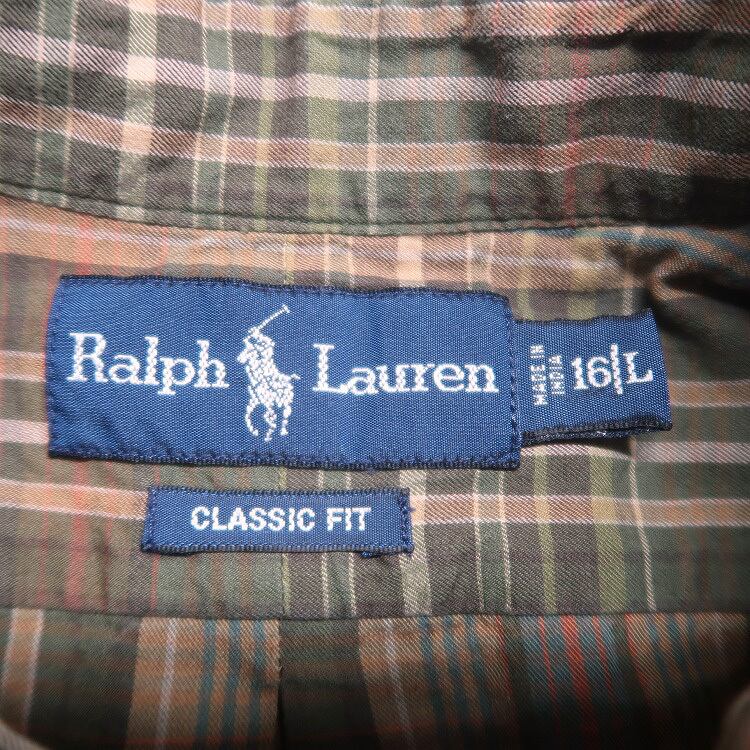 Ralph Lauren
MADE IN
INDIA
16/L
CLASSIC FIT